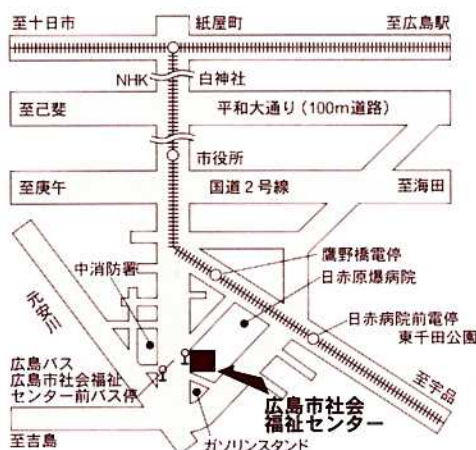 至十日市
紙屋町
至広島駅
NHK
白神社
至己斐
平和大通り(100m道路)
市役所
至庚午
国道2号線
至海田
鷹野橋電停
中消防署
日赤原爆病院
元安川
日赤病院前電停
東千田公園
広島バス
広島市社会福祉
センター前バス停
至宇品
広島市社会
福祉センター
至吉島
ガソリンスタンド